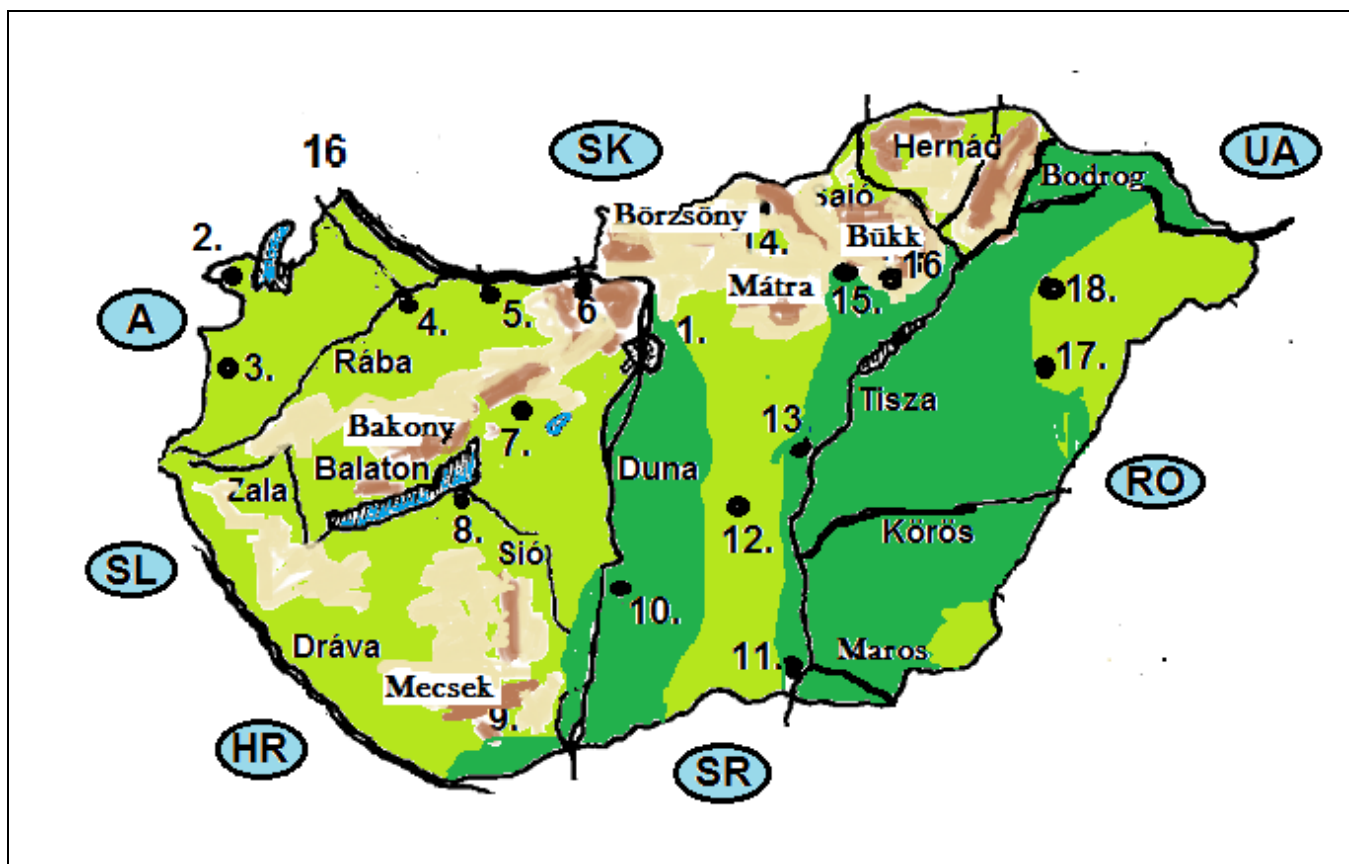 SK
UA
16
Hernád
Bodrog
Sajó
Börzsöny
2.
14.
Bükk
16
Mátra
15.
18.
A
4.
5.
6
1.
3.
Rába
17.
Tisza
13
Bakony
7.
Balaton
Duna
Zala
RO
8.
12.
Körös
Sió
SL
10.
Dráva
11.
Maros
Mecsek
9.
HR
SR